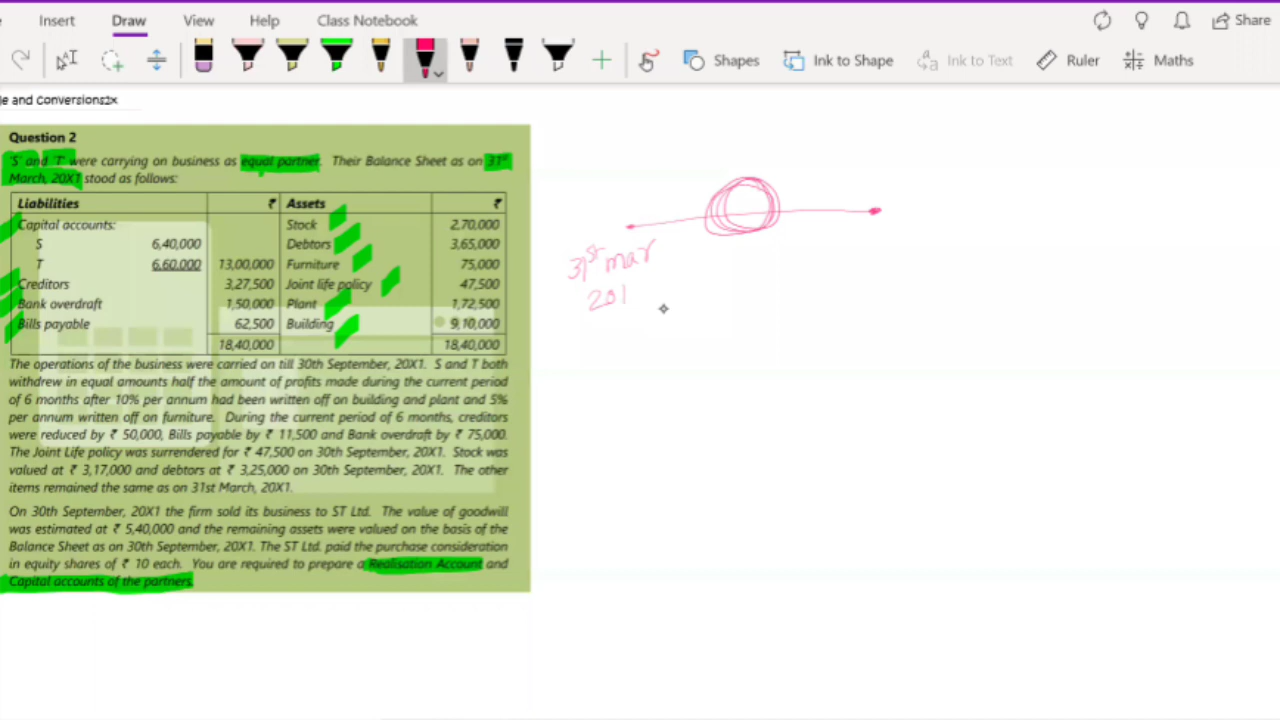 Insert Draw View Help Class Notebook Share
Shapes Ink to Shape Ink to Text Ruler Maths
le and Conversions1x
Question 2
'S' and 'T' were carrying on business as equal partner. Their Balance Sheet as on 31st
March, 20X1 stood as follows:
Liabilities ₹ Assets ₹
Capital accounts: Stock 2,70,000
S 6,40,000 Debtors 3,65,000
T 6,60,000 13,00,000 Furniture 75,000
Creditors 3,27,500 Joint life policy 47,500
Bank overdraft 1,50,000 Plant 1,72,500
Bills payable 62,500 Building 9,10,000
18,40,000 18,40,000
The operations of the business were carried on till 30th September, 20X1. S and T both
withdrew in equal amounts half the amount of profits made during the current period
of 6 months after 10% per annum had been written off on building and plant and 5%
per annum written off on furniture. During the current period of 6 months, creditors
were reduced by ₹ 50,000, Bills payable by ₹ 11,500 and Bank overdraft by ₹ 75,000.
The Joint Life policy was surrendered for ₹ 47,500 on 30th September, 20X1. Stock was
valued at ₹ 3,17,000 and debtors at ₹ 3,25,000 on 30th September, 20X1. The other
items remained the same as on 31st March, 20X1.
On 30th September, 20X1 the firm sold its business to ST Ltd. The value of goodwill
was estimated at ₹ 5,40,000 and the remaining assets were valued on the basis of the
Balance Sheet as on 30th September, 20X1. The ST Ltd. paid the purchase consideration
in equity shares of ₹ 10 each. You are required to prepare a Realisation Account and
Capital accounts of the partners.
31st mar
201